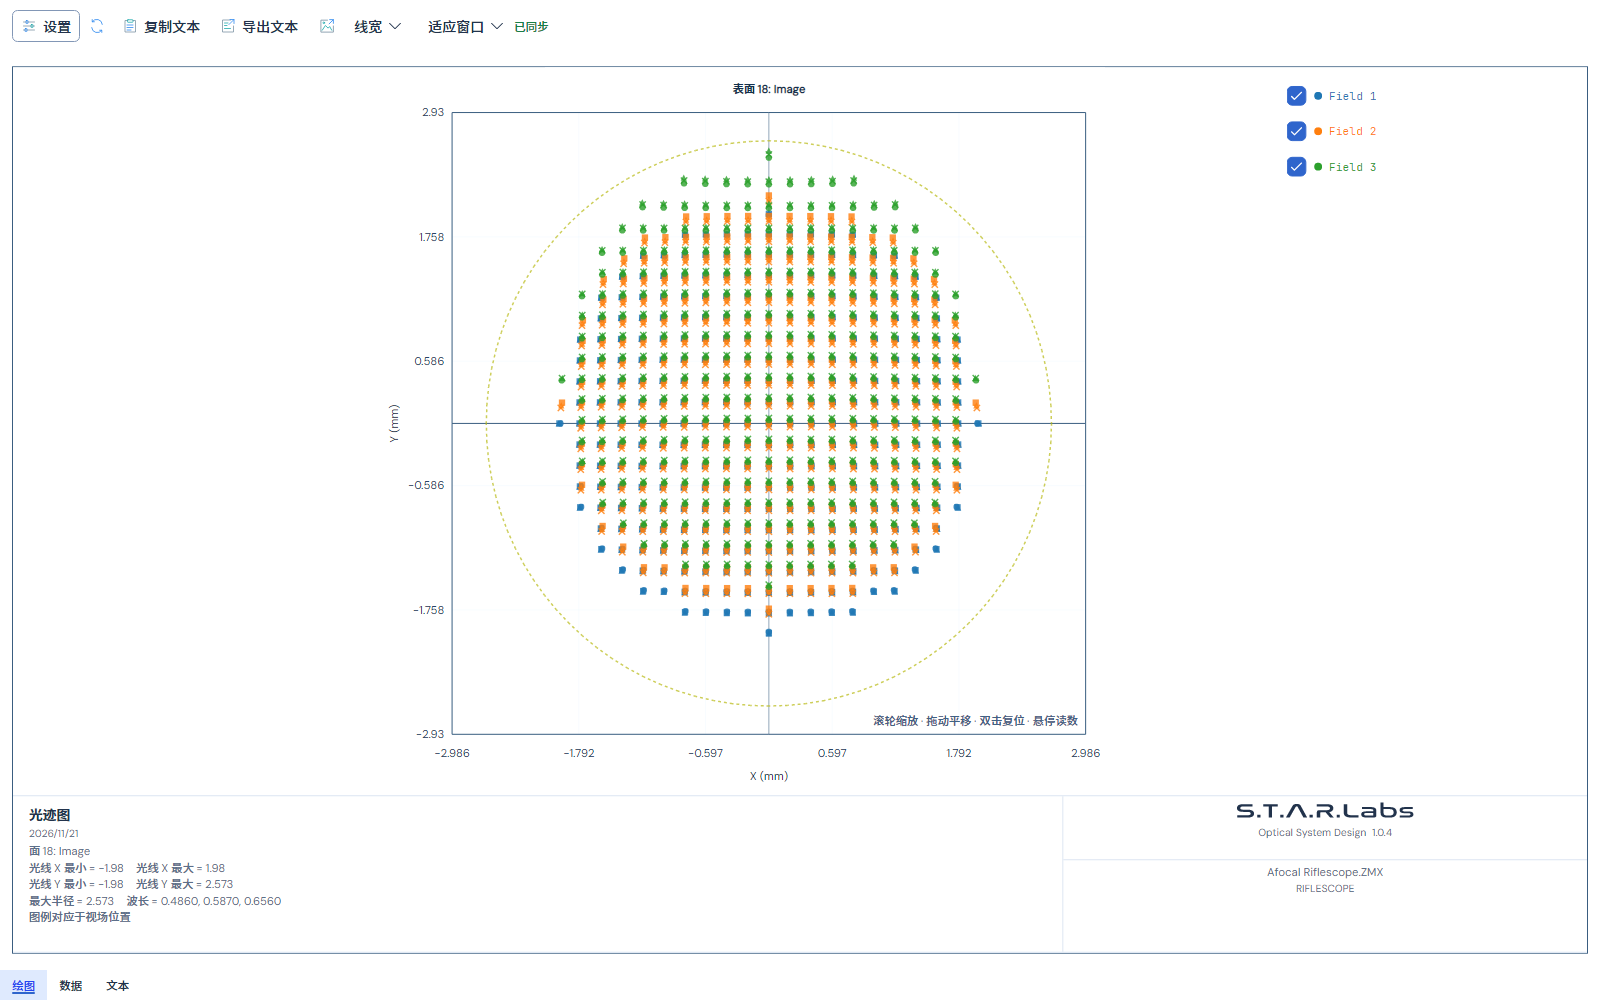 设置 复制文本 导出文本 线宽 适应窗口 已同步
表面 18: Image
Field 1
Field 2
Field 3
2.93
1.758
0.586
-0.586
-1.758
-2.93
Y (mm)
-2.986 -1.792 -0.597 0.597 1.792 2.986
X (mm)
滚轮缩放 · 拖动平移 · 双击复位 · 悬停读数
光迹图
2026/11/21
面 18: Image
光线 X 最小 = -1.98 光线 X 最大 = 1.98
光线 Y 最小 = -1.98 光线 Y 最大 = 2.573
最大半径 = 2.573 波长 = 0.4860, 0.5870, 0.6560
图例对应于视场位置
S.T.A.R.Labs
Optical System Design 1.0.4
Afocal Riflescope.ZMX
RIFLESCOPE
绘图 数据 文本